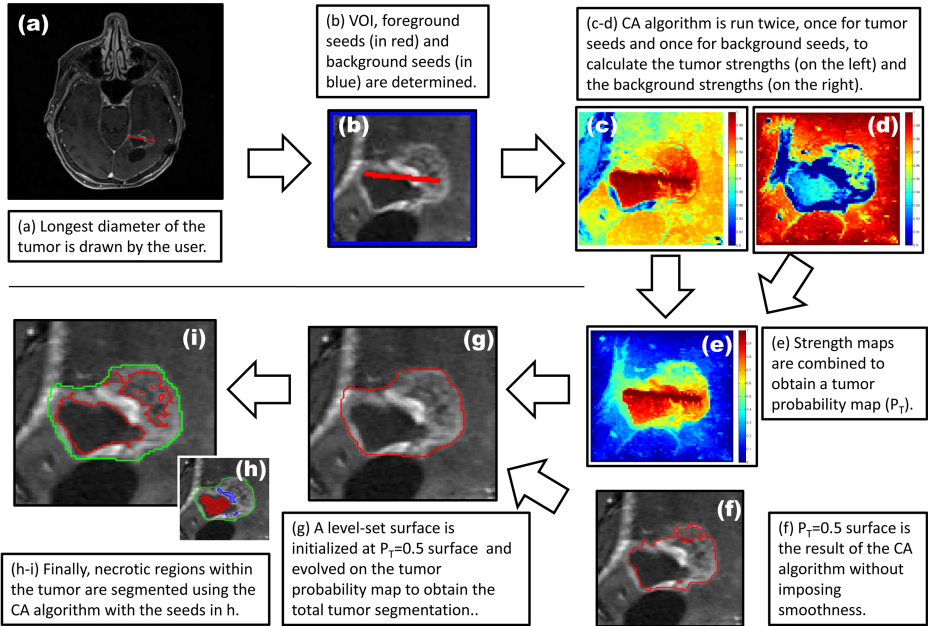 (a)
(b) VOI, foreground
seeds (in red) and
background seeds (in
blue) are determined.
(c-d) CA algorithm is run twice, once for tumor
seeds and once for background seeds, to
calculate the tumor strengths (on the left) and
the background strengths (on the right).
(b)
(c)
(d)
(a) Longest diameter of the
tumor is drawn by the user.
(i)
(g)
(e)
(e) Strength maps
are combined to
obtain a tumor
probability map (P_T).
(h)
(f)
(g) A level-set surface is
initialized at P_T=0.5 surface and
evolved on the tumor
probability map to obtain the
total tumor segmentation..
(f) P_T=0.5 surface is
the result of the CA
algorithm without
imposing
smoothness.
(h-i) Finally, necrotic regions within
the tumor are segmented using the
CA algorithm with the seeds in h.